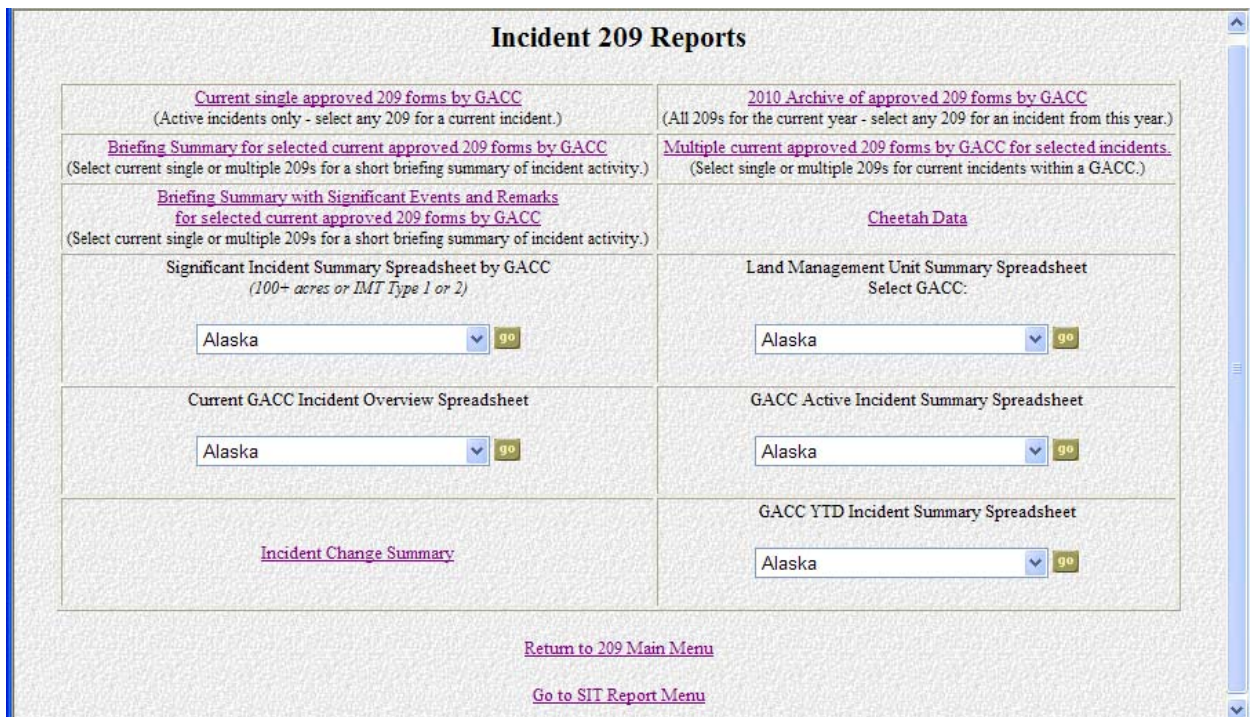 Incident 209 Reports
Current single approved 209 forms by GACC
(Active incidents only - select any 209 for a current incident.)
2010 Archive of approved 209 forms by GACC
(All 209s for the current year - select any 209 for an incident from this year.)
Briefing Summary for selected current approved 209 forms by GACC
(Select current single or multiple 209s for a short briefing summary of incident activity.)
Multiple current approved 209 forms by GACC for selected incidents.
(Select single or multiple 209s for current incidents within a GACC.)
Briefing Summary with Significant Events and Remarks
for selected current approved 209 forms by GACC
(Select current single or multiple 209s for a short briefing summary of incident activity.)
Cheetah Data
Significant Incident Summary Spreadsheet by GACC
(100+ acres or IMT Type 1 or 2)
Alaska go
Land Management Unit Summary Spreadsheet
Select GACC:
Alaska go
Current GACC Incident Overview Spreadsheet
Alaska go
GACC Active Incident Summary Spreadsheet
Alaska go
Incident Change Summary
GACC YTD Incident Summary Spreadsheet
Alaska go
Return to 209 Main Menu
Go to SIT Report Menu